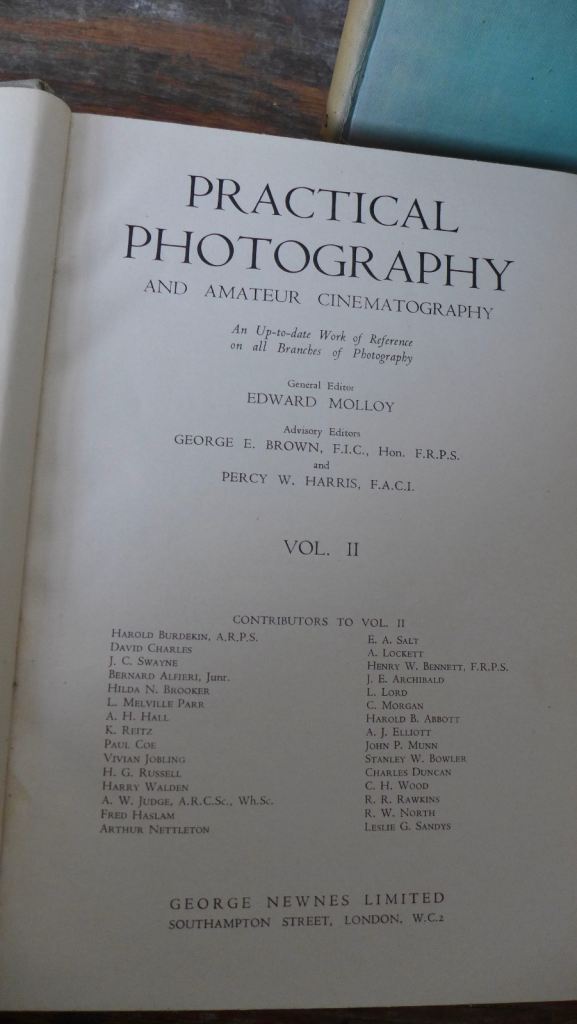 PRACTICAL
PHOTOGRAPHY
AND AMATEUR CINEMATOGRAPHY
An Up-to-date Work of Reference
on all Branches of Photography
General Editor
EDWARD MOLLOY
Advisory Editors
GEORGE E. BROWN, F.I.C., Hon. F.R.P.S.
and
PERCY W. HARRIS, F.A.C.I.
VOL. II
CONTRIBUTORS TO VOL. II
HAROLD BURDEKIN, A.R.P.S.
DAVID CHARLES
J. C. SWAYNE
BERNARD ALFIERI, Junr.
HILDA N. BROOKER
L. MELVILLE PARR
A. H. HALL
K. REITZ
PAUL COE
VIVIAN JOBLING
H. G. RUSSELL
HARRY WALDEN
A. W. JUDGE, A.R.C.Sc., Wh.Sc.
FRED HASLAM
ARTHUR NETTLETON
E. A. SALT
A. LOCKETT
HENRY W. BENNETT, F.R.P.S.
J. E. ARCHIBALD
L. LORD
C. MORGAN
HAROLD B. ABBOTT
A. J. ELLIOTT
JOHN P. MUNN
STANLEY W. BOWLER
CHARLES DUNCAN
C. H. WOOD
R. R. RAWKINS
R. W. NORTH
LESLIE G. SANDYS
GEORGE NEWNES LIMITED
SOUTHAMPTON STREET, LONDON, W.C.2